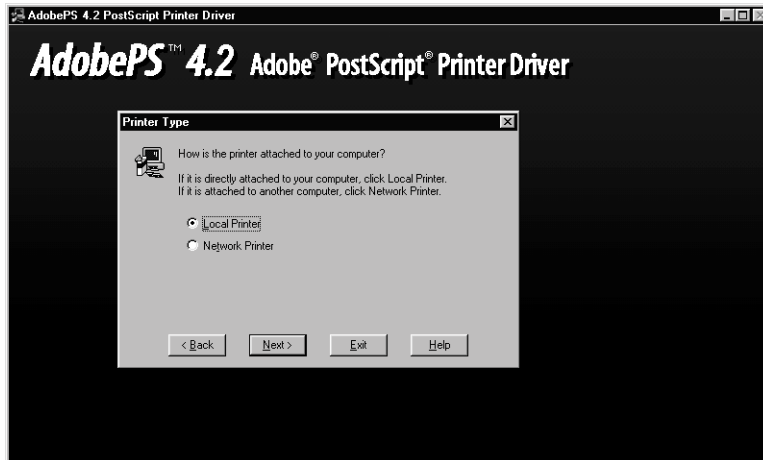 AdobePS 4.2 PostScript Printer Driver
AdobePS™ 4.2 Adobe® PostScript® Printer Driver
Printer Type
How is the printer attached to your computer?
If it is directly attached to your computer, click Local Printer.
If it is attached to another computer, click Network Printer.
Local Printer
Network Printer
< Back Next > Exit Help